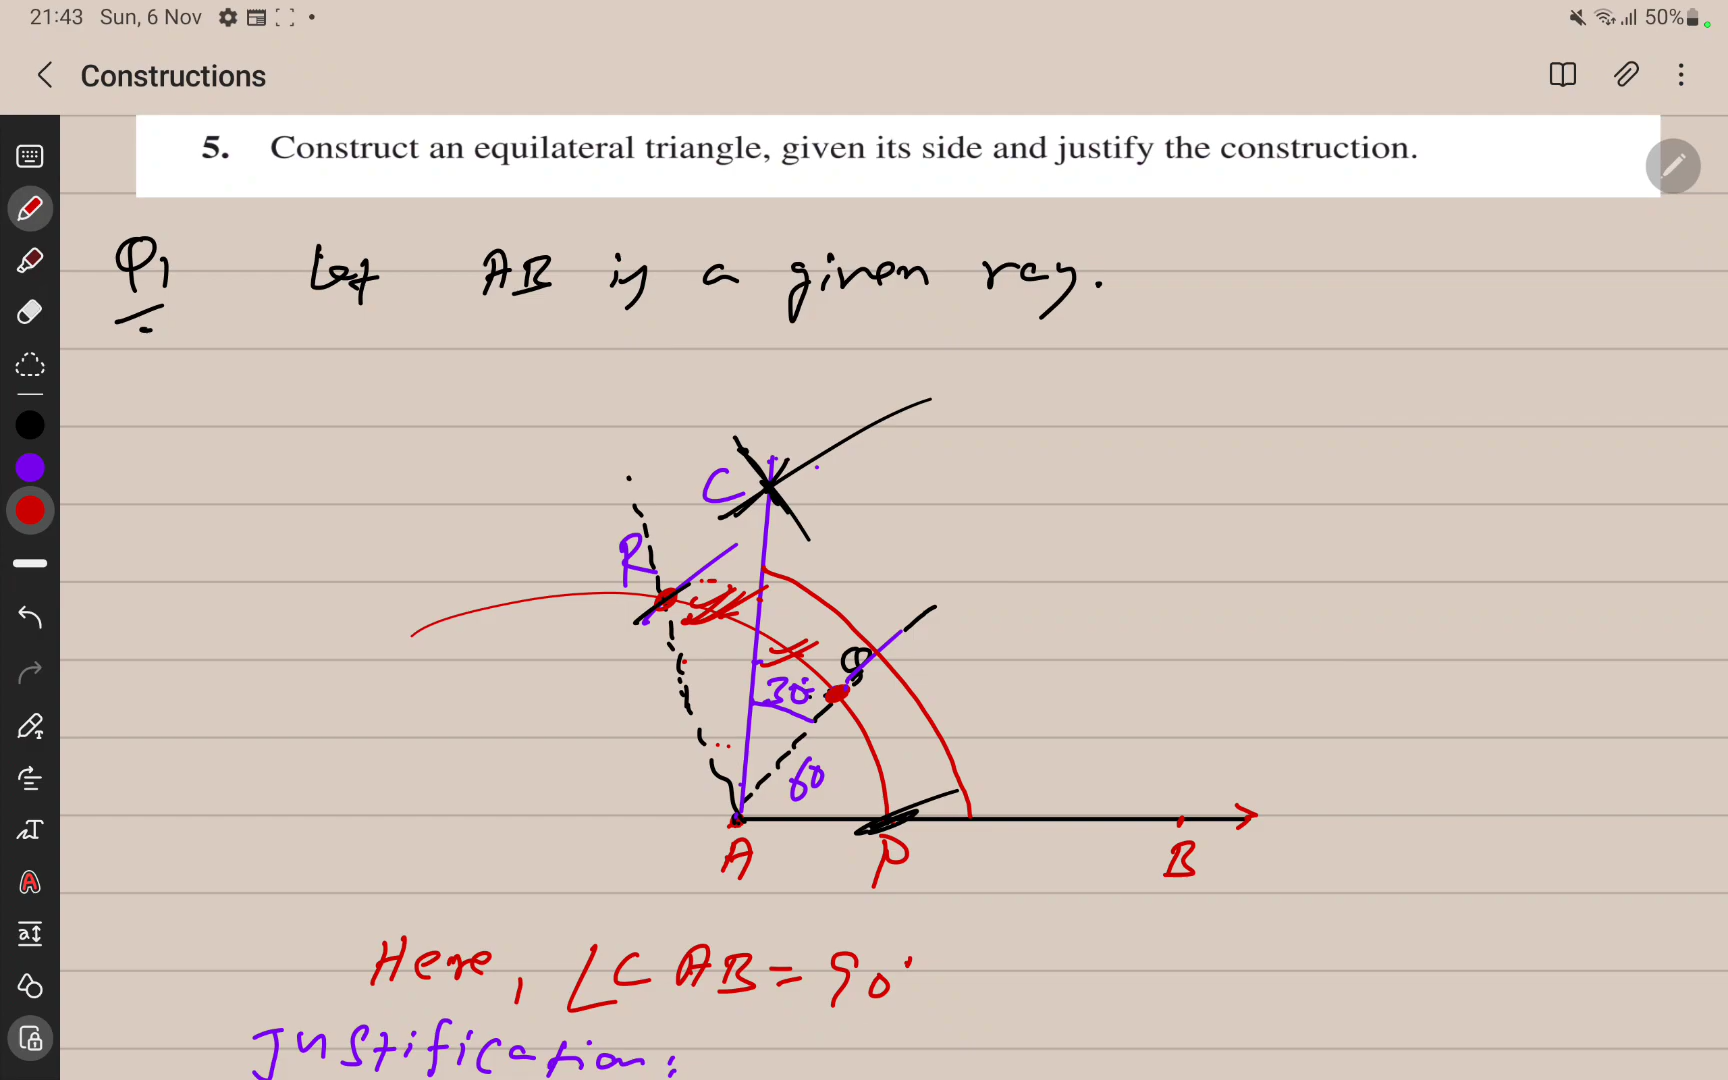 21:43 Sun, 6 Nov
50%
Constructions
5. Construct an equilateral triangle, given its side and justify the construction.
Q1 Let AB is a given ray.
C
R
Q
30°
60
A P B
Here, ∠CAB = 90°
Justification: